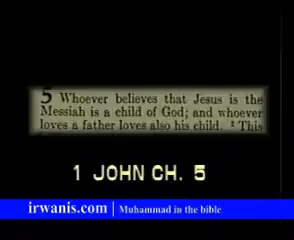 5 Whoever believes that Jesus is the
Messiah is a child of God; and whoever
loves a father loves also his child. ² This
1 JOHN CH. 5
irwanis.com | Muhammad in the bible